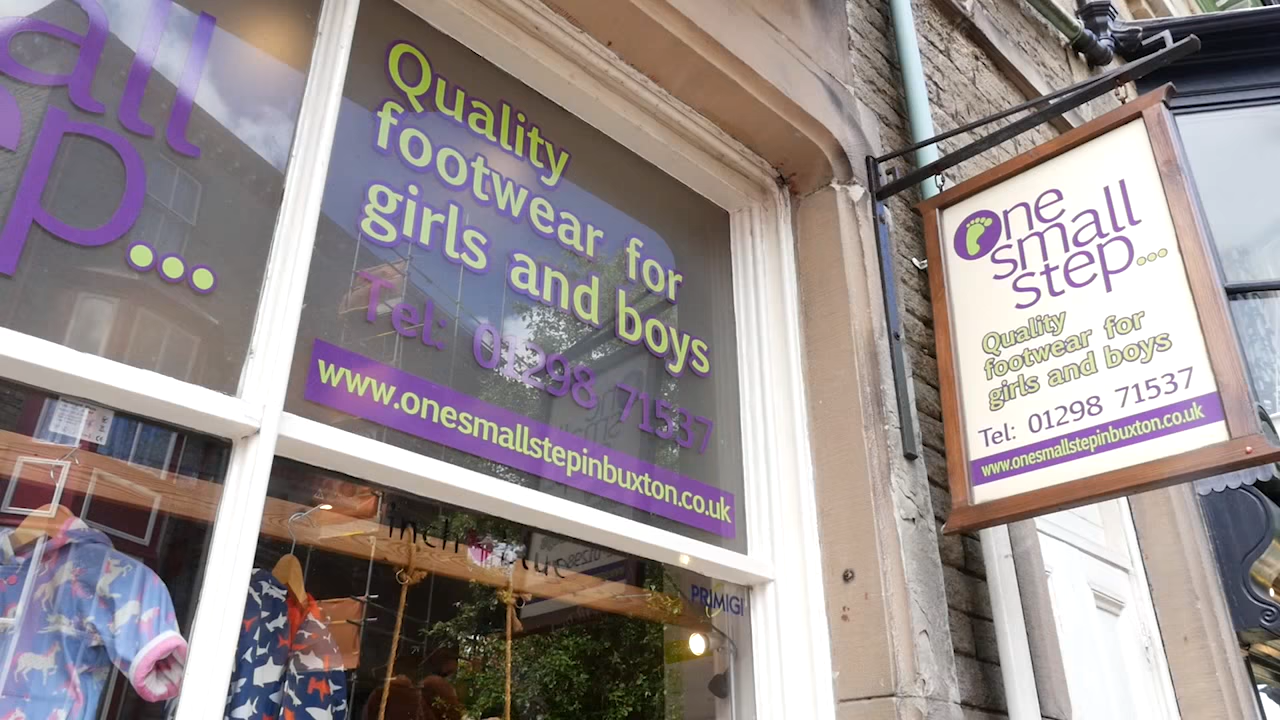 all
p...
Quality
footwear for
girls and boys
Tel: 01298 71537
www.onesmallstepinbuxton.co.uk
PRIMIGI
One
small
step...
Quality
footwear for
girls and boys
Tel: 01298 71537
www.onesmallstepinbuxton.co.uk